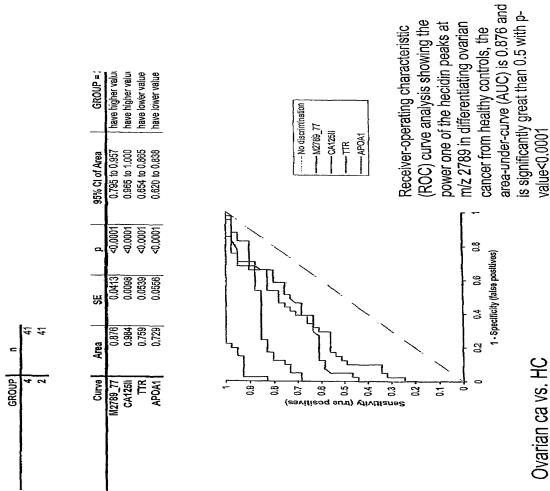 GROUP n
4 41
2 41
Curve Area SE p 95% CI of Area GROUP = ;
M2789_77 0.876 0.0413 <0.0001 0.795 to 0.957 have higher valu
CA125II 0.984 0.0098 <0.0001 0.965 to 1.000 have higher valu
TTR 0.759 0.0539 <0.0001 0.654 to 0.865 have lower value
APOA1 0.729 0.0556 <0.0001 0.620 to 0.838 have lower value
No discrimination
M2789_77
CA125II
TTR
APOA1
Sensitivity (true positives)
1
0.9
0.8
0.7
0.6
0.5
0.4
0.3
0.2
0.1
0
0 0.2 0.4 0.6 0.8 1
1 - Specificity (false positives)
Receiver-operating characteristic
(ROC) curve analysis showing the
power one of the hecidin peaks at
m/z 2789 in differentiating ovarian
cancer from healthy controls, the
area-under-curve (AUC) is 0.876 and
is significantly great than 0.5 with p-
value<0.0001
Ovarian ca vs. HC